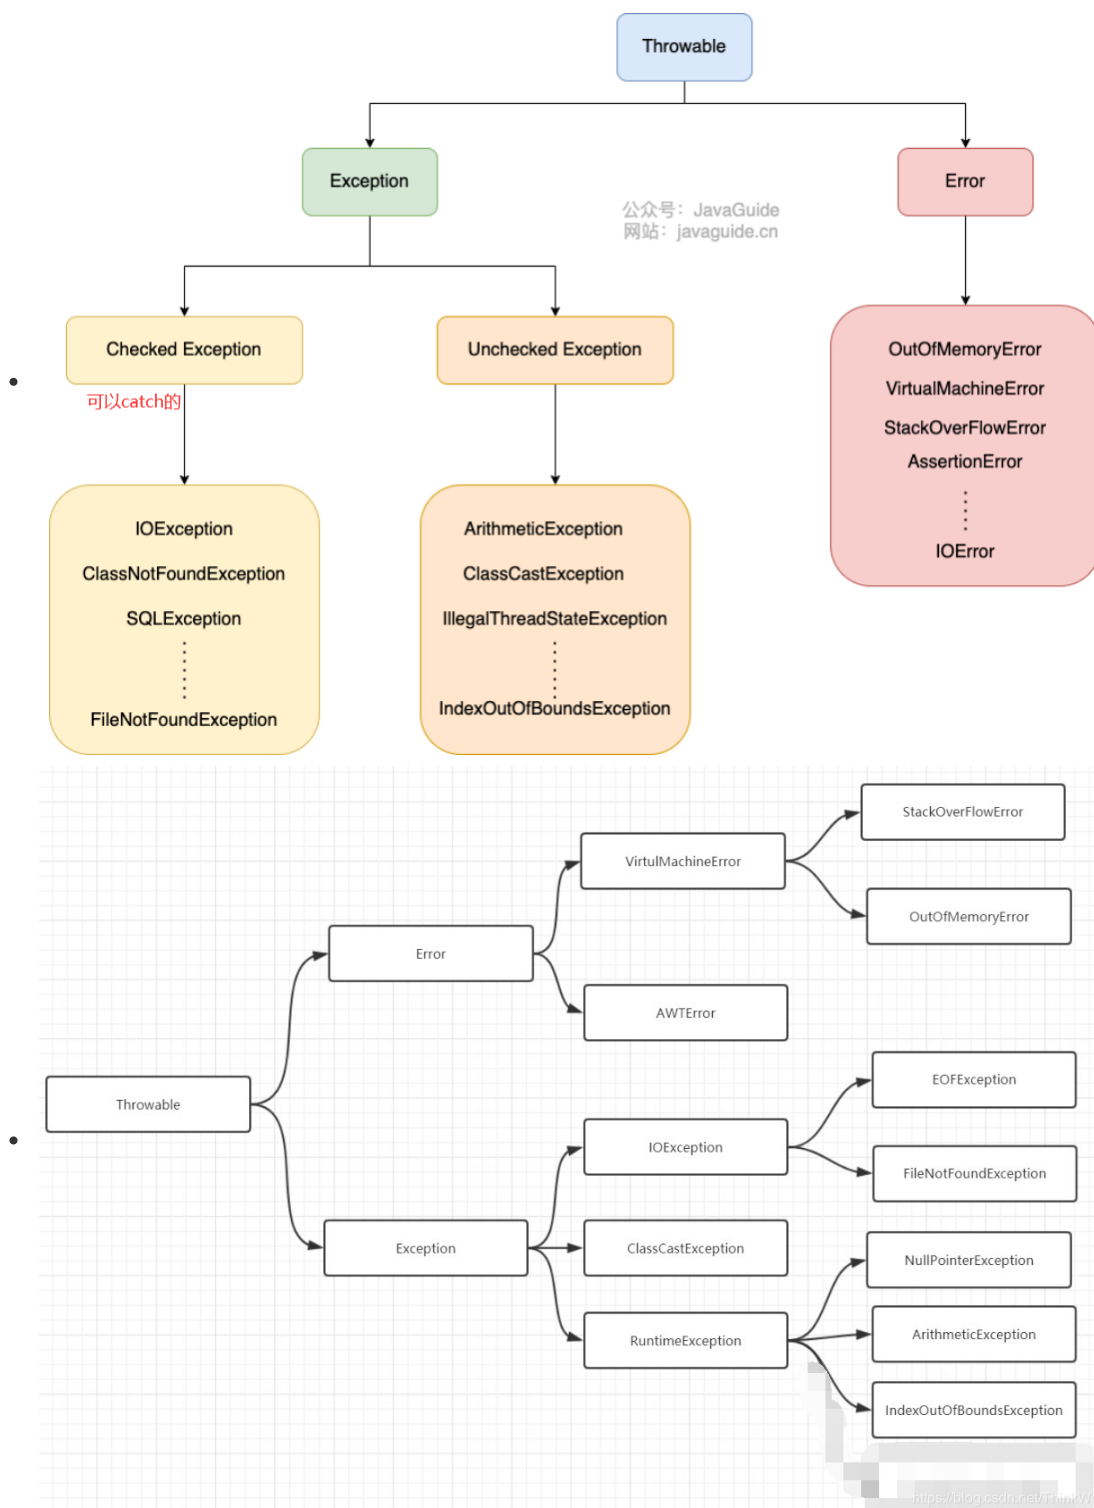 Throwable
Exception
Error
公众号：JavaGuide
网站：javaguide.cn
Checked Exception
Unchecked Exception
可以catch的
OutOfMemoryError
VirtualMachineError
StackOverFlowError
AssertionError
IOError
IOException
ClassNotFoundException
SQLException
FileNotFoundException
ArithmeticException
ClassCastException
IllegalThreadStateException
IndexOutOfBoundsException
StackOverFlowError
VirtulMachineError
OutOfMemoryError
Error
AWTError
Throwable
EOFException
IOException
FileNotFoundException
Exception
ClassCastException
NullPointerException
RuntimeException
ArithmeticException
IndexOutOfBoundsException